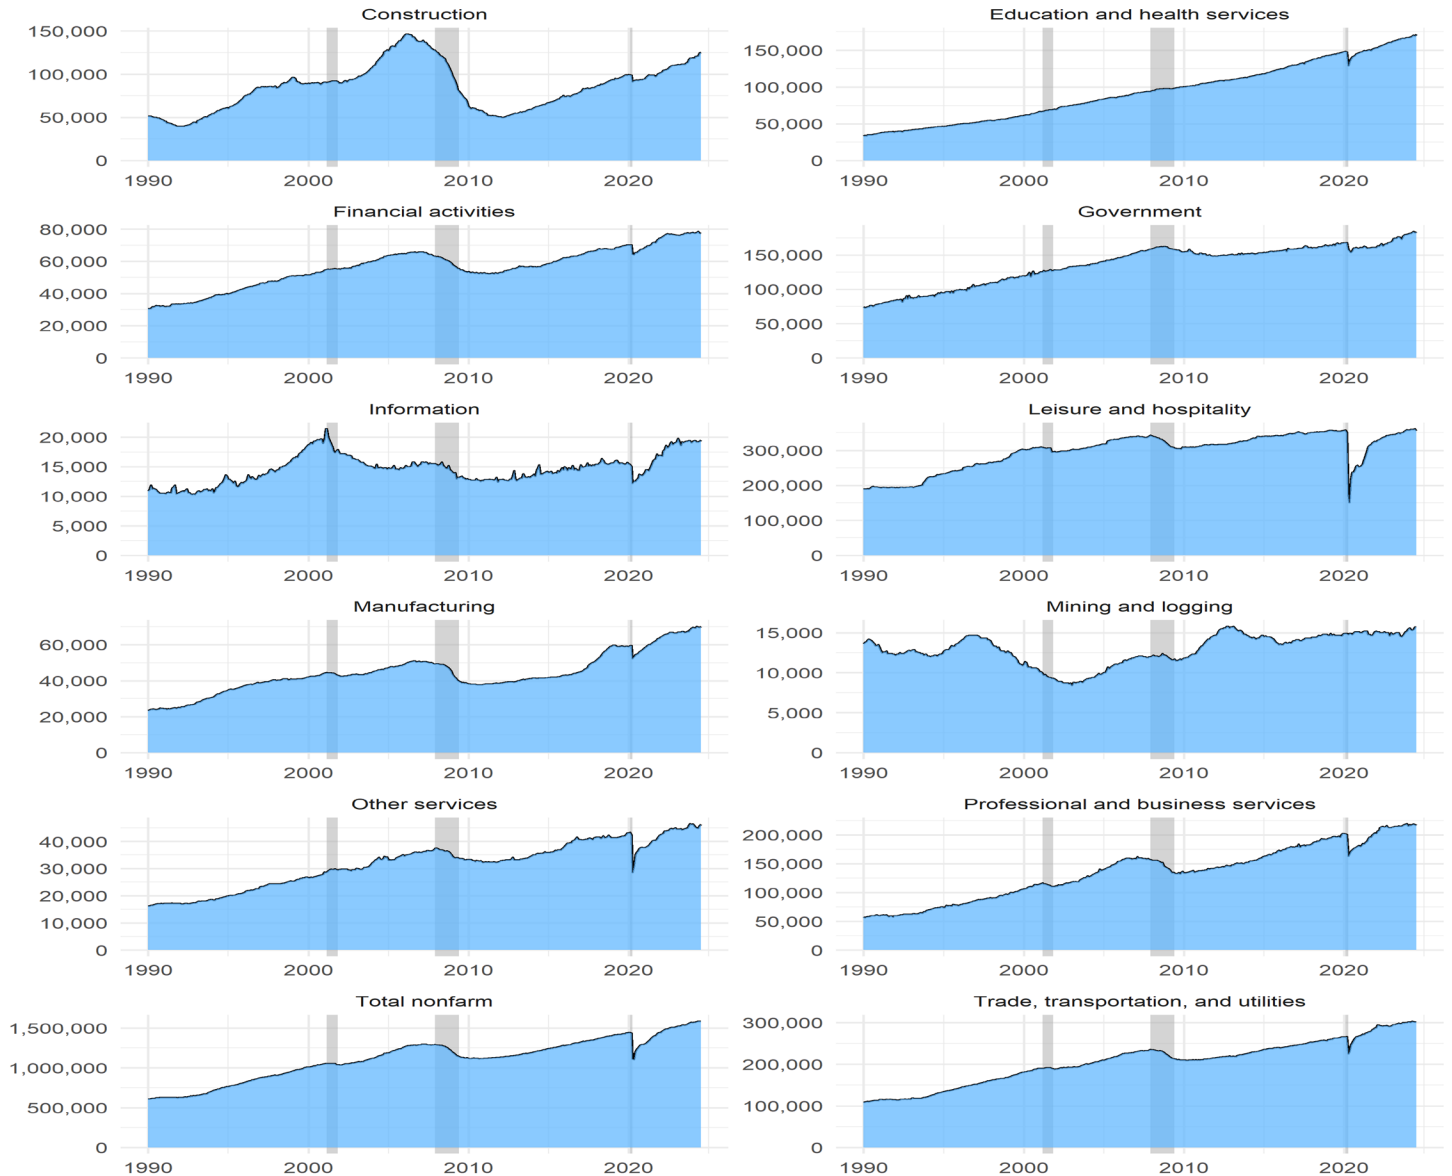 Construction
150,000
100,000
50,000
0
1990 2000 2010 2020
Education and health services
150,000
100,000
50,000
0
1990 2000 2010 2020
Financial activities
80,000
60,000
40,000
20,000
0
1990 2000 2010 2020
Government
150,000
100,000
50,000
0
1990 2000 2010 2020
Information
20,000
15,000
10,000
5,000
0
1990 2000 2010 2020
Leisure and hospitality
300,000
200,000
100,000
0
1990 2000 2010 2020
Manufacturing
60,000
40,000
20,000
0
1990 2000 2010 2020
Mining and logging
15,000
10,000
5,000
0
1990 2000 2010 2020
Other services
40,000
30,000
20,000
10,000
0
1990 2000 2010 2020
Professional and business services
200,000
150,000
100,000
50,000
0
1990 2000 2010 2020
Total nonfarm
1,500,000
1,000,000
500,000
0
1990 2000 2010 2020
Trade, transportation, and utilities
300,000
200,000
100,000
0
1990 2000 2010 2020